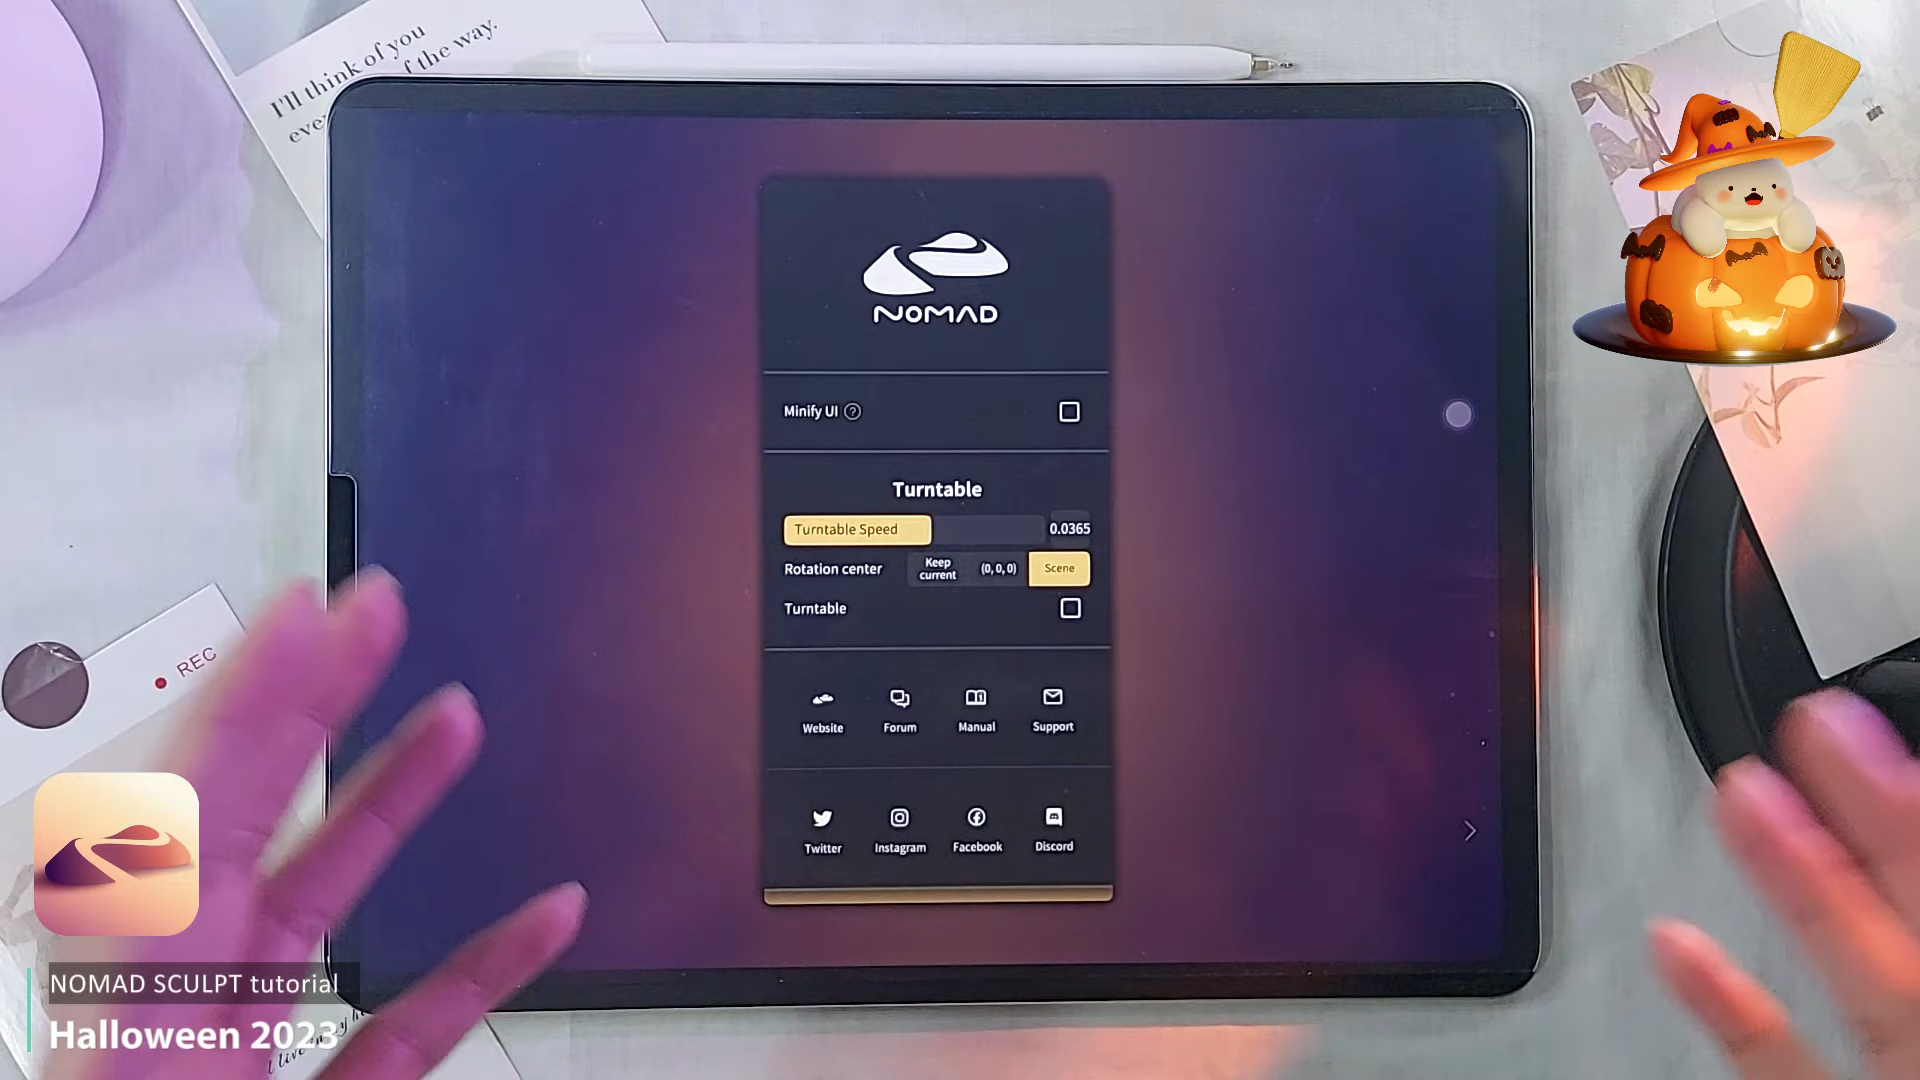 I'll think of you
of the way.
NOMAD
Minify UI ?
Turntable
Turntable Speed 0.0365
Rotation center Keep current (0, 0, 0) Scene
Turntable
Website Forum Manual Support
Twitter Instagram Facebook Discord
REC
NOMAD SCULPT tutorial
Halloween 2023